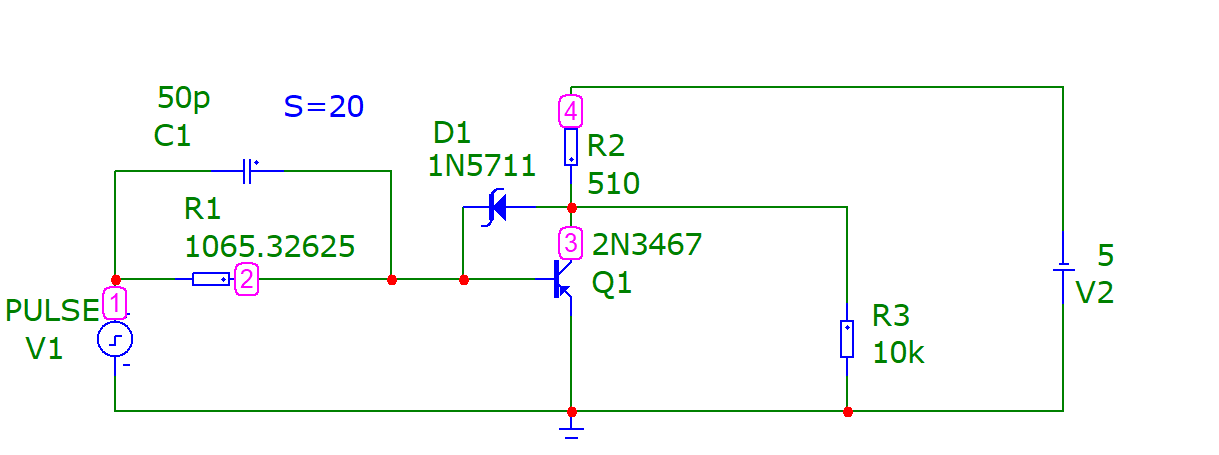 50p
C1
S=20
D1
1N5711
4
R2
510
R1
1065.32625
3
2N3467
Q1
2
1
PULSE
V1
5
V2
R3
10k